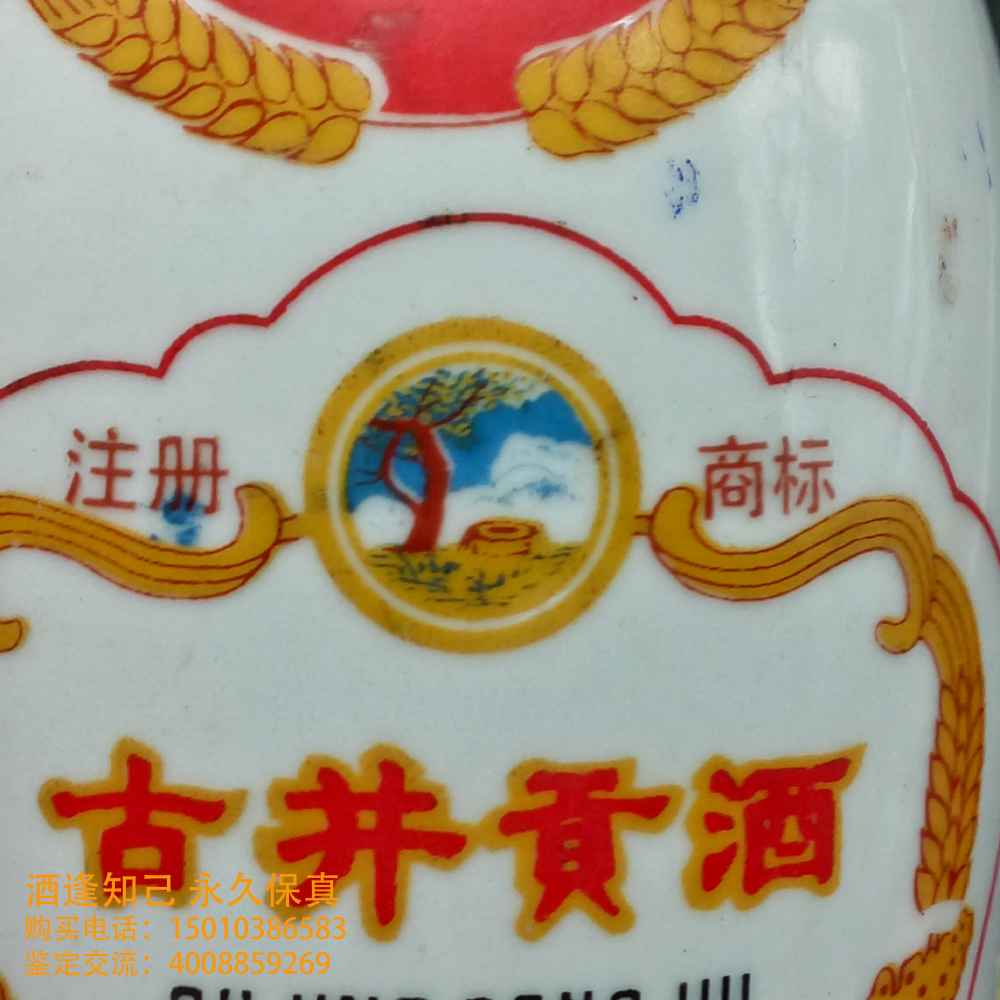 注册 商标
古井贡酒
酒逢知己 永久保真
购买电话：15010386583
鉴定交流：4008859269